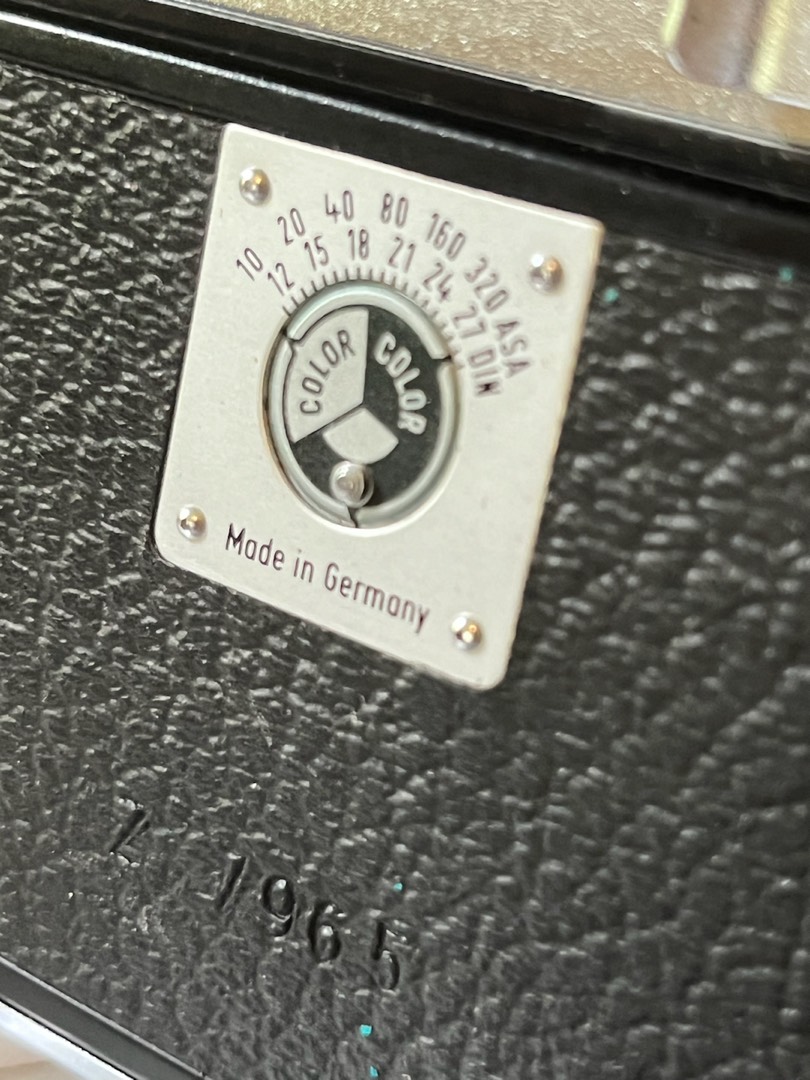 10 20 40 80 160 320 ASA
12 15 18 21 24 27 DIN
COLOR COLOR
Made in Germany
1965